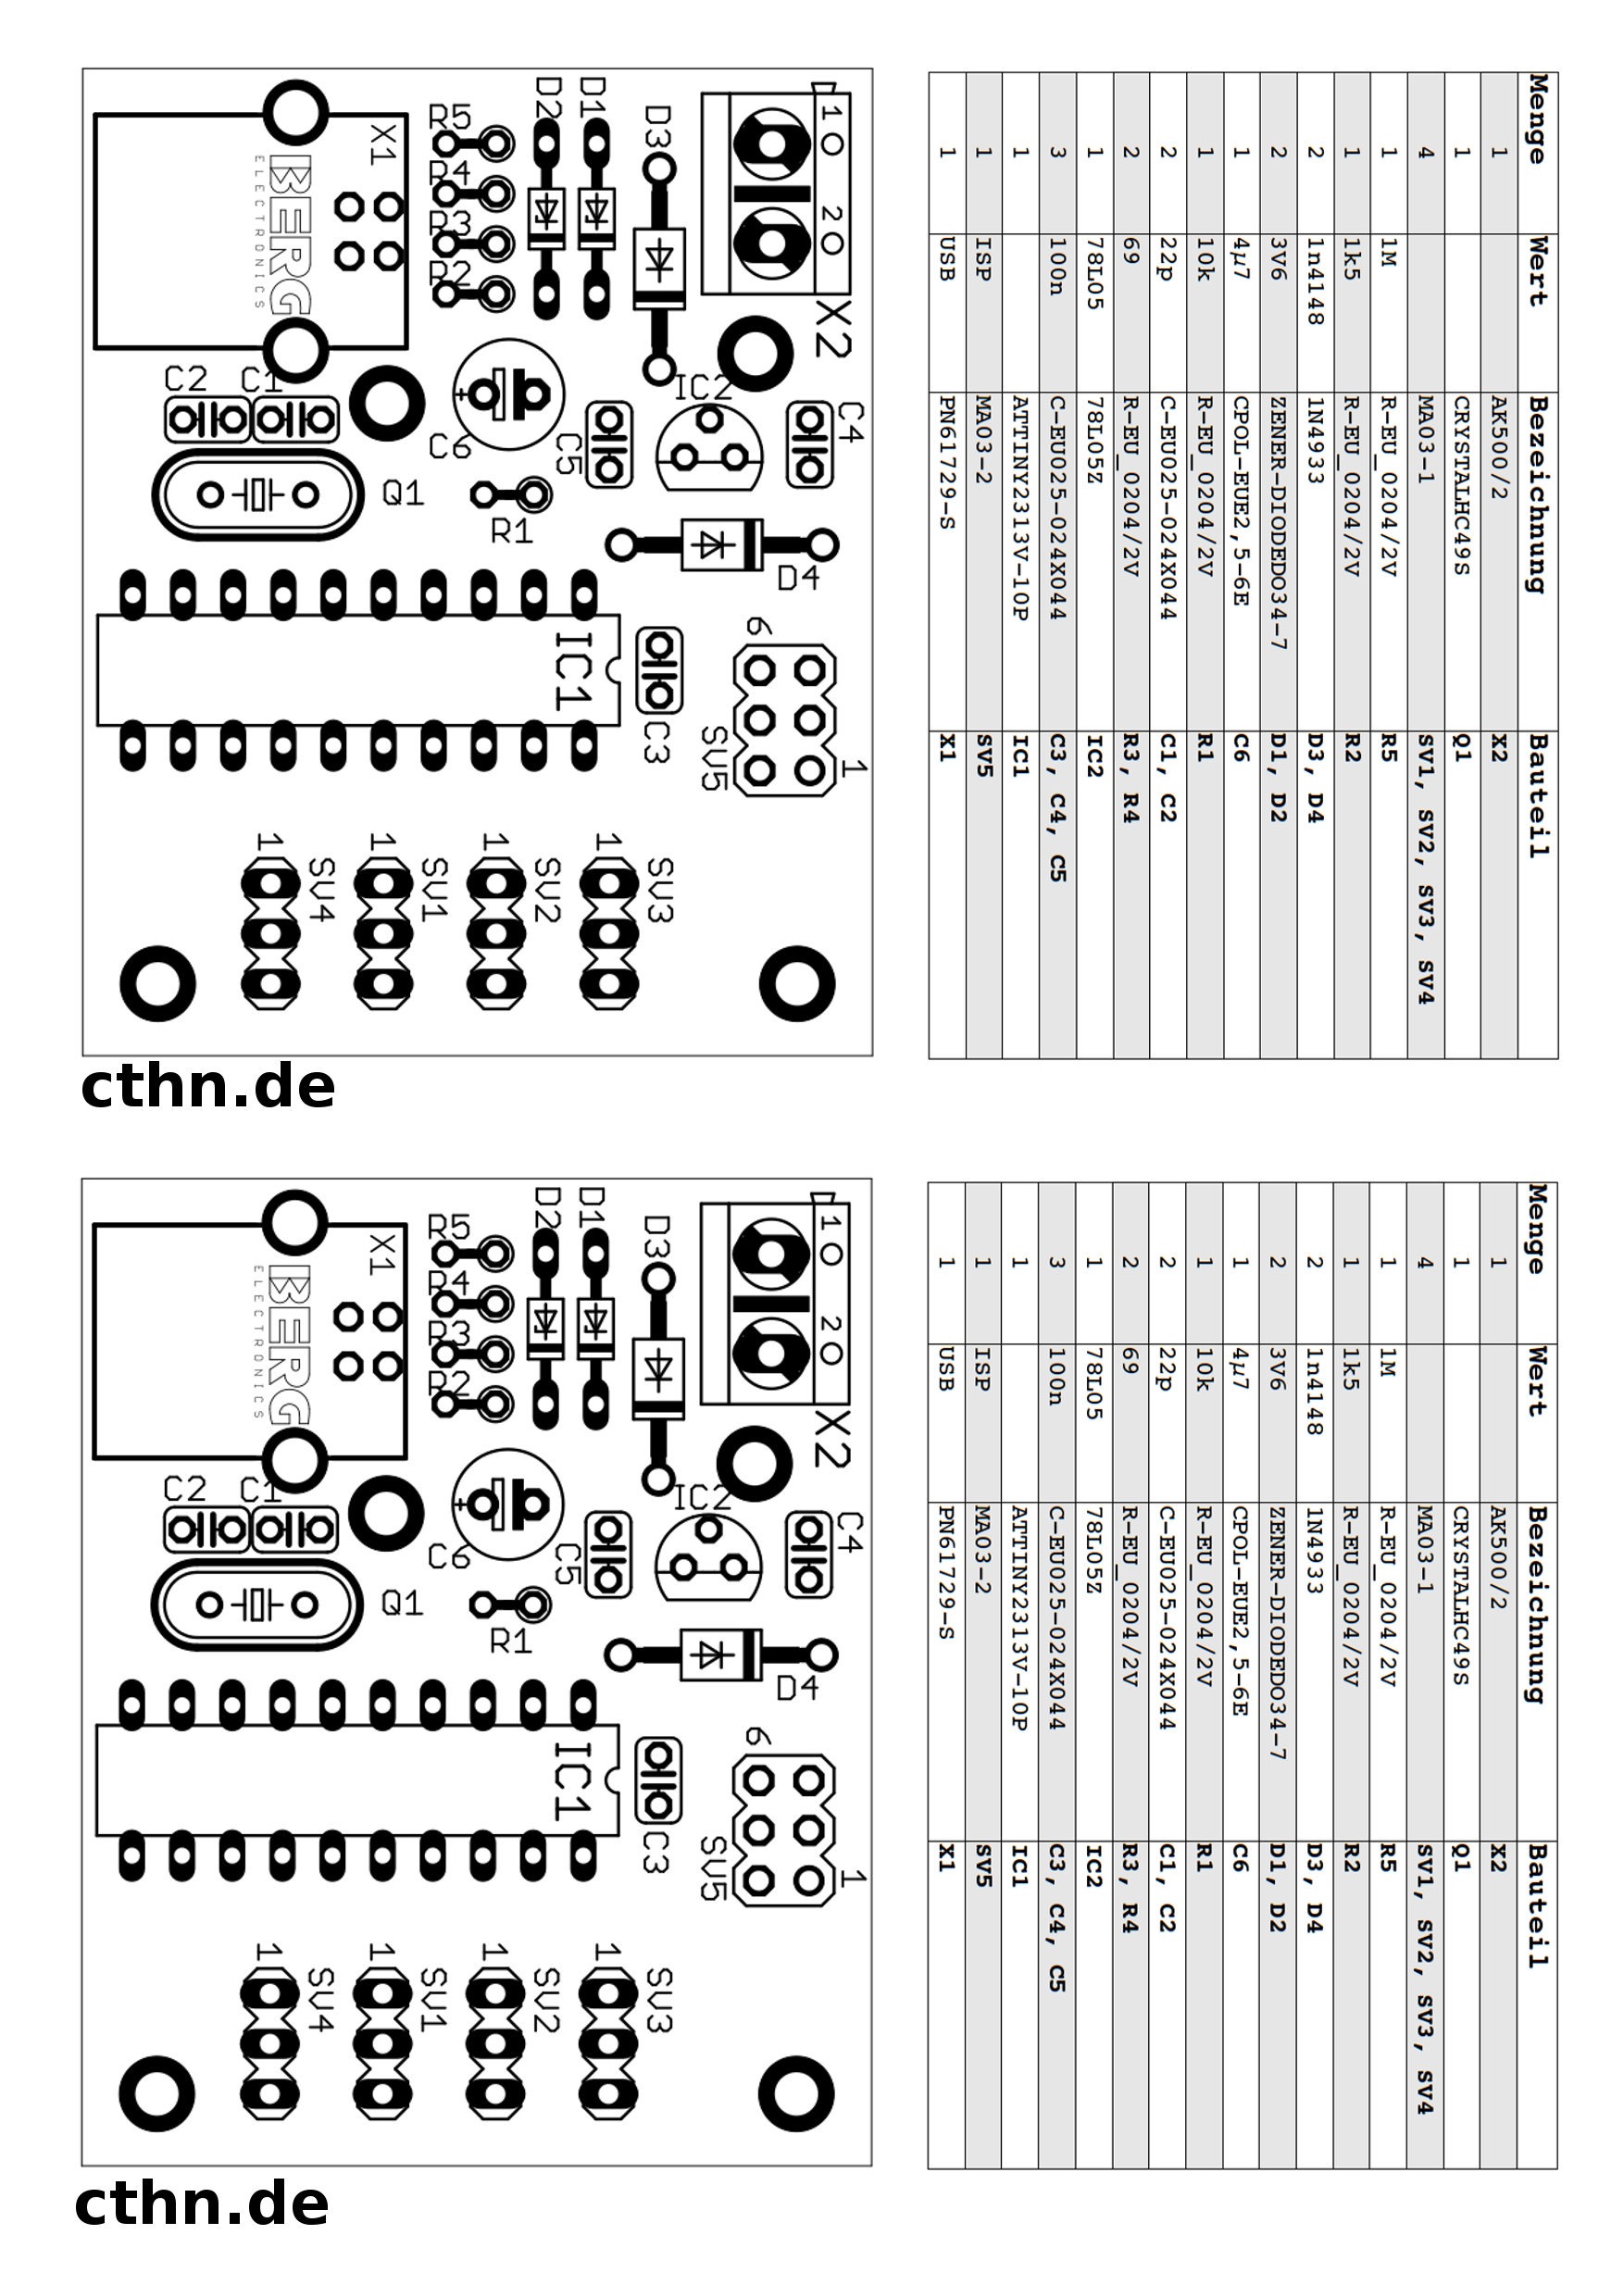 X1
BERG
ELECTRONICS
R5
R4
R3
R2
D2
D1
D3
1
2
X2
C2
C1
C6
C5
IC2
C4
Q1
R1
D4
IC1
C3
6
SV5
1
1
SV4
1
SV1
1
SV2
1
SV3
cthn.de
Menge Wert Bezeichnung Bauteil
1 AK500/2 X2
1 CRYSTALHC49S Q1
4 MA03-1 SV1, SV2, SV3, SV4
1 1M R-EU_0204/2V R5
1 1k5 R-EU_0204/2V R2
2 1n4148 1N4933 D3, D4
2 3V6 ZENER-DIODEDO34-7 D1, D2
1 4µ7 CPOL-EUE2,5-6E C6
1 10k R-EU_0204/2V R1
2 22p C-EU025-024X044 C1, C2
2 69 R-EU_0204/2V R3, R4
1 78L05 78L05Z IC2
3 100n C-EU025-024X044 C3, C4, C5
1 ATTINY2313V-10P IC1
1 ISP MA03-2 SV5
1 USB PN61729-S X1
X1
BERG
ELECTRONICS
R5
R4
R3
R2
D2
D1
D3
1
2
X2
C2
C1
C6
C5
IC2
C4
Q1
R1
D4
IC1
C3
6
SV5
1
1
SV4
1
SV1
1
SV2
1
SV3
cthn.de
Menge Wert Bezeichnung Bauteil
1 AK500/2 X2
1 CRYSTALHC49S Q1
4 MA03-1 SV1, SV2, SV3, SV4
1 1M R-EU_0204/2V R5
1 1k5 R-EU_0204/2V R2
2 1n4148 1N4933 D3, D4
2 3V6 ZENER-DIODEDO34-7 D1, D2
1 4µ7 CPOL-EUE2,5-6E C6
1 10k R-EU_0204/2V R1
2 22p C-EU025-024X044 C1, C2
2 69 R-EU_0204/2V R3, R4
1 78L05 78L05Z IC2
3 100n C-EU025-024X044 C3, C4, C5
1 ATTINY2313V-10P IC1
1 ISP MA03-2 SV5
1 USB PN61729-S X1